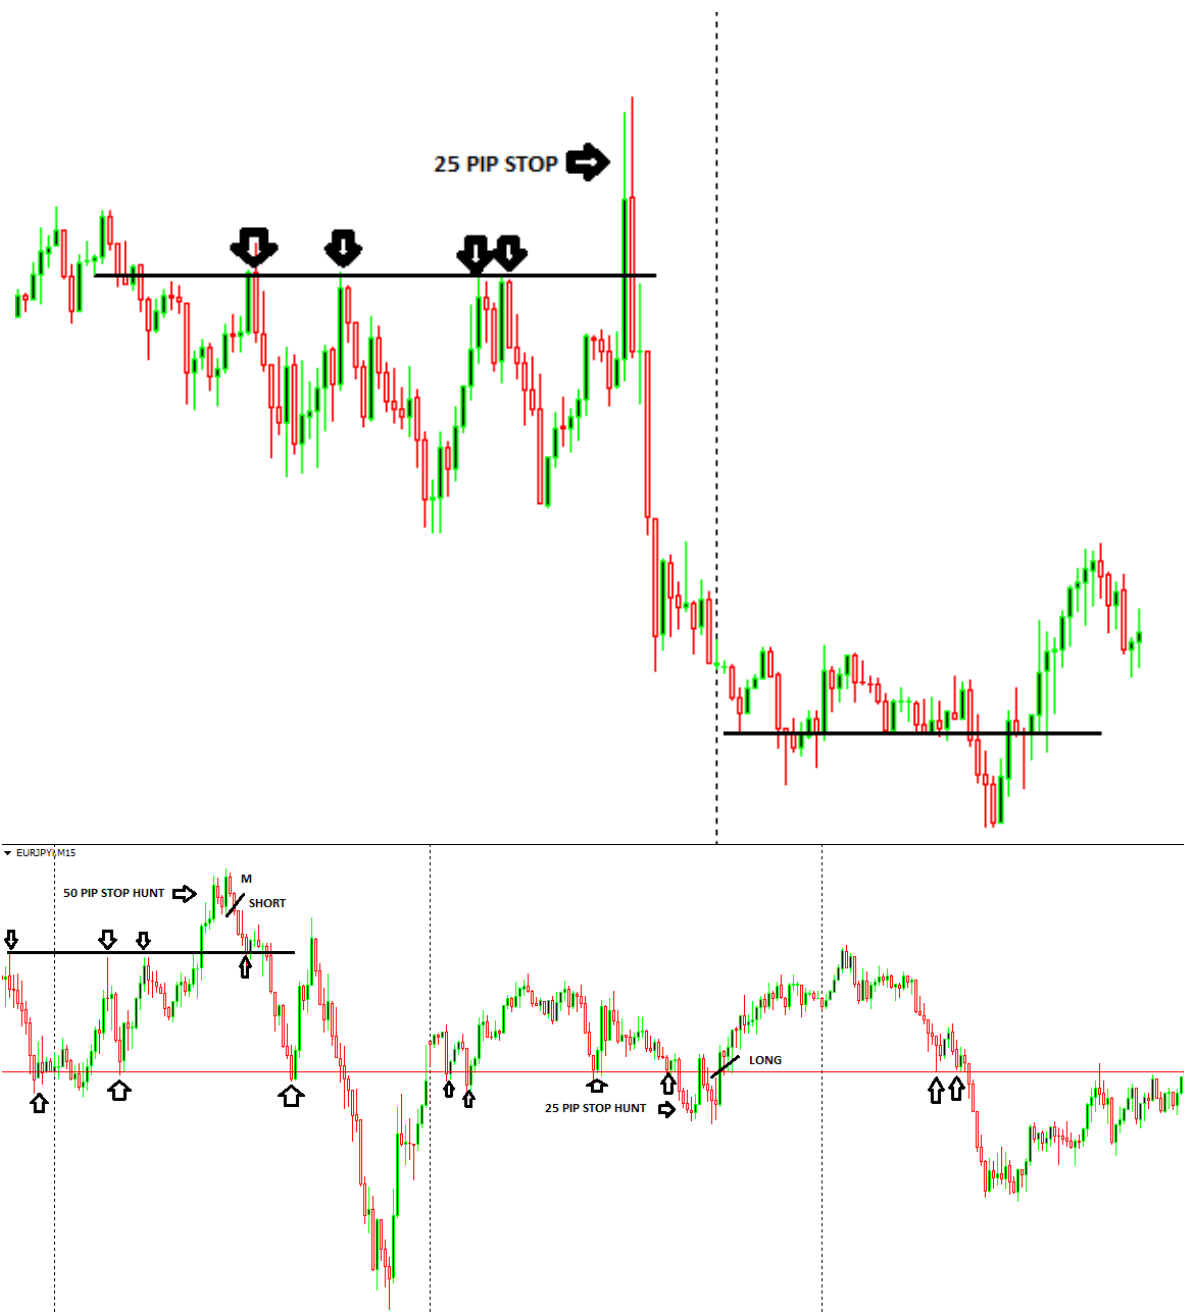 25 PIP STOP
EURJPY,M15
50 PIP STOP HUNT
M
SHORT
LONG
25 PIP STOP HUNT